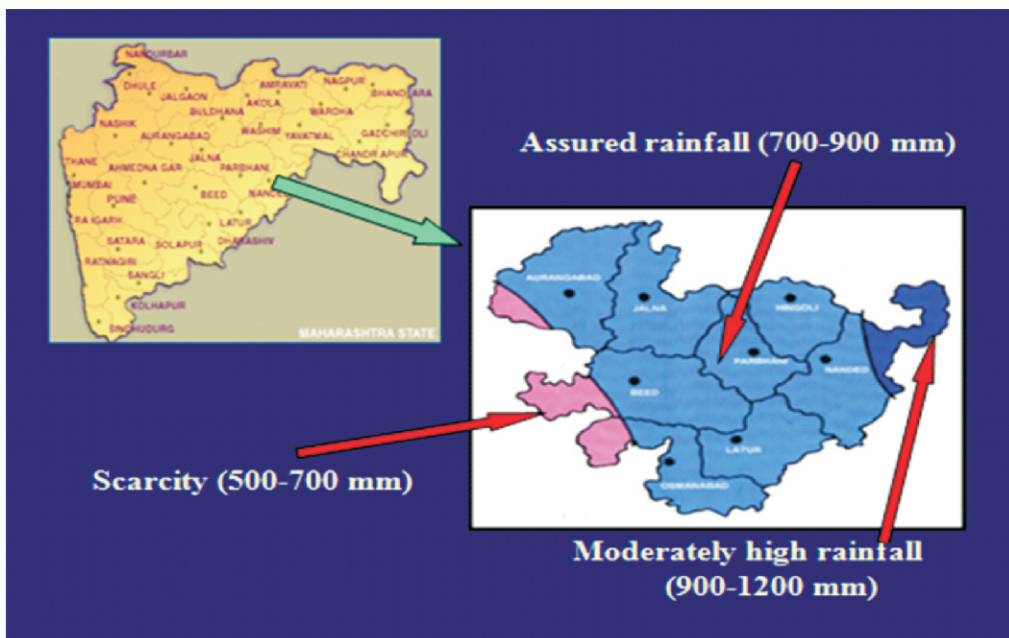 NANDURBAR
DHULE
JALGAON
AMRAVATI
NAGPUR
BHANDARA
AKOLA
BULDHANA
WARDHA
NASHIK
WASHIM
YAVATMAL
GADCHIROLI
AURANGABAD
JALNA
CHANDRAPUR
THANE
AHMEDNAGAR
PARBHANI
MUMBAI
BEED
PUNE
RAIGARH
LATUR
SATARA
SOLAPUR
DHARASHIV
RATNAGIRI
SANGLI
KOLHAPUR
SINDHUDURG
MAHARASHTRA STATE
Assured rainfall (700-900 mm)
AURANGABAD
JALNA
HINGOLI
PARBHANI
NANDED
BEED
LATUR
OSMANABAD
Scarcity (500-700 mm)
Moderately high rainfall
(900-1200 mm)